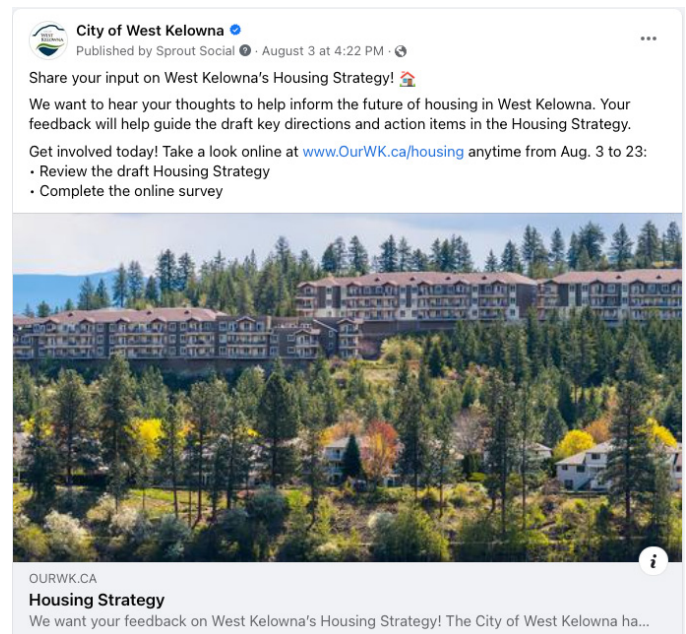 WEST
KELOWNA
City of West Kelowna
Published by Sprout Social ? · August 3 at 4:22 PM ·
Share your input on West Kelowna's Housing Strategy! 🏠
We want to hear your thoughts to help inform the future of housing in West Kelowna. Your
feedback will help guide the draft key directions and action items in the Housing Strategy.
Get involved today! Take a look online at www.OurWK.ca/housing anytime from Aug. 3 to 23:
• Review the draft Housing Strategy
• Complete the online survey
i
OURWK.CA
Housing Strategy
We want your feedback on West Kelowna's Housing Strategy! The City of West Kelowna ha...